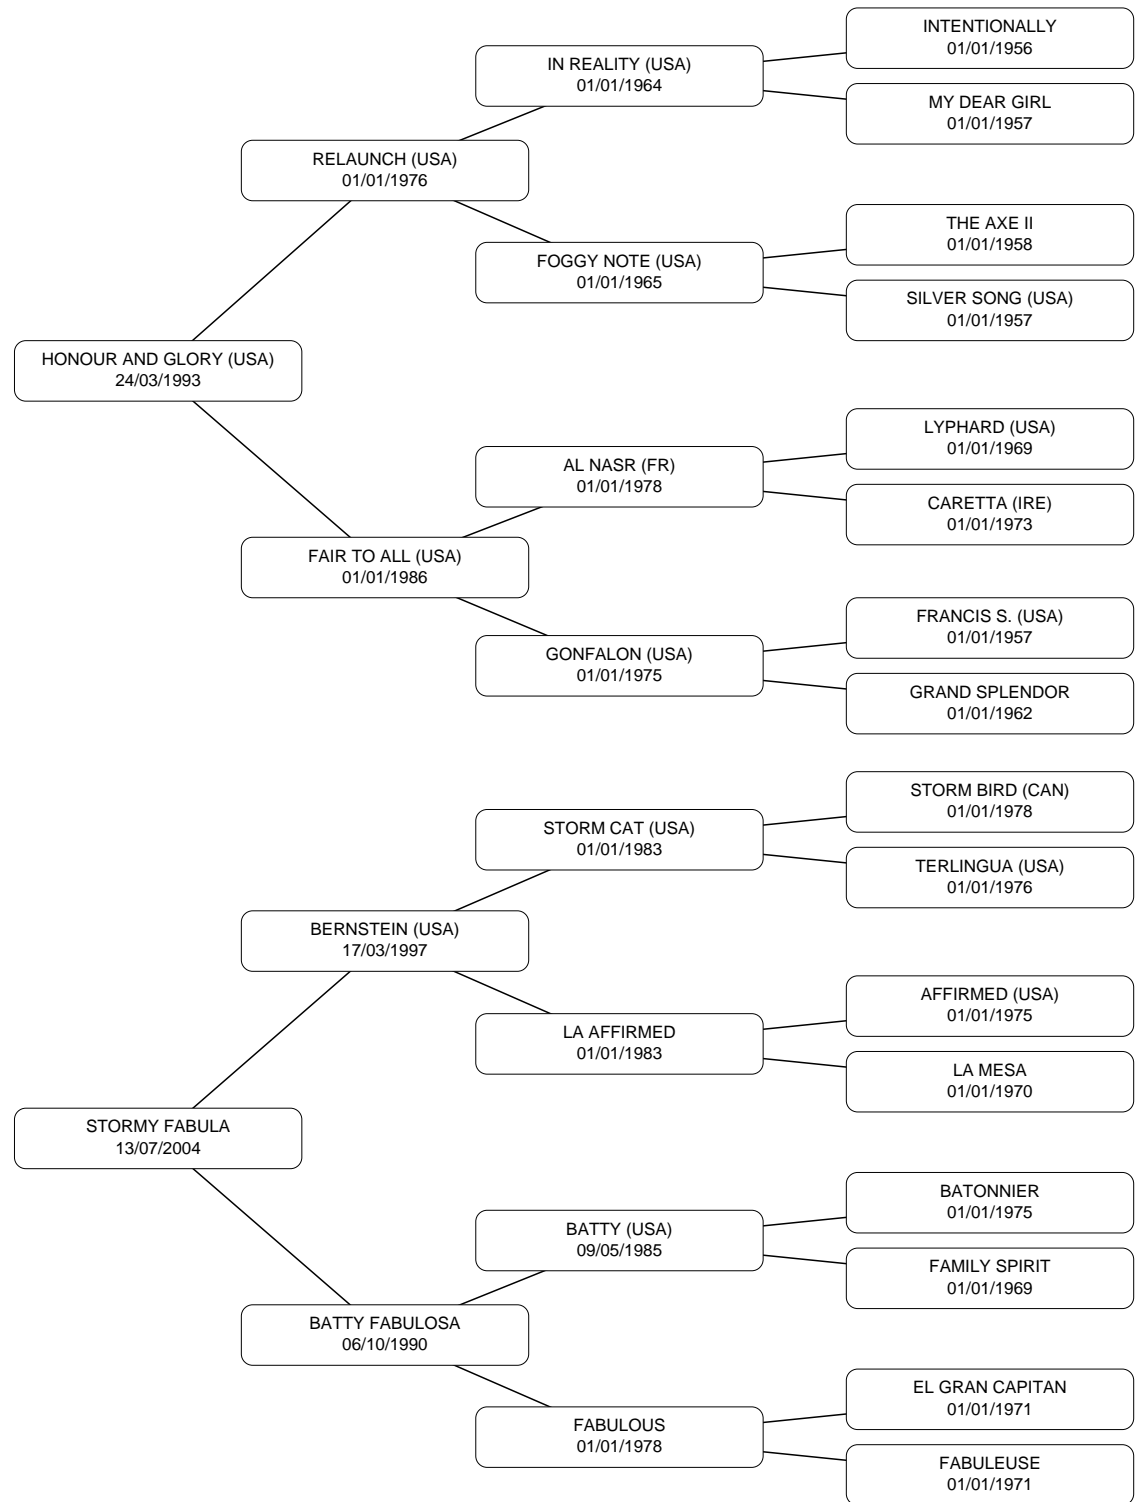 INTENTIONALLY
01/01/1956
IN REALITY (USA)
01/01/1964
MY DEAR GIRL
01/01/1957
RELAUNCH (USA)
01/01/1976
THE AXE II
01/01/1958
FOGGY NOTE (USA)
01/01/1965
SILVER SONG (USA)
01/01/1957
HONOUR AND GLORY (USA)
24/03/1993
LYPHARD (USA)
01/01/1969
AL NASR (FR)
01/01/1978
CARETTA (IRE)
01/01/1973
FAIR TO ALL (USA)
01/01/1986
FRANCIS S. (USA)
01/01/1957
GONFALON (USA)
01/01/1975
GRAND SPLENDOR
01/01/1962
STORM BIRD (CAN)
01/01/1978
STORM CAT (USA)
01/01/1983
TERLINGUA (USA)
01/01/1976
BERNSTEIN (USA)
17/03/1997
AFFIRMED (USA)
01/01/1975
LA AFFIRMED
01/01/1983
LA MESA
01/01/1970
STORMY FABULA
13/07/2004
BATONNIER
01/01/1975
BATTY (USA)
09/05/1985
FAMILY SPIRIT
01/01/1969
BATTY FABULOSA
06/10/1990
EL GRAN CAPITAN
01/01/1971
FABULOUS
01/01/1978
FABULEUSE
01/01/1971